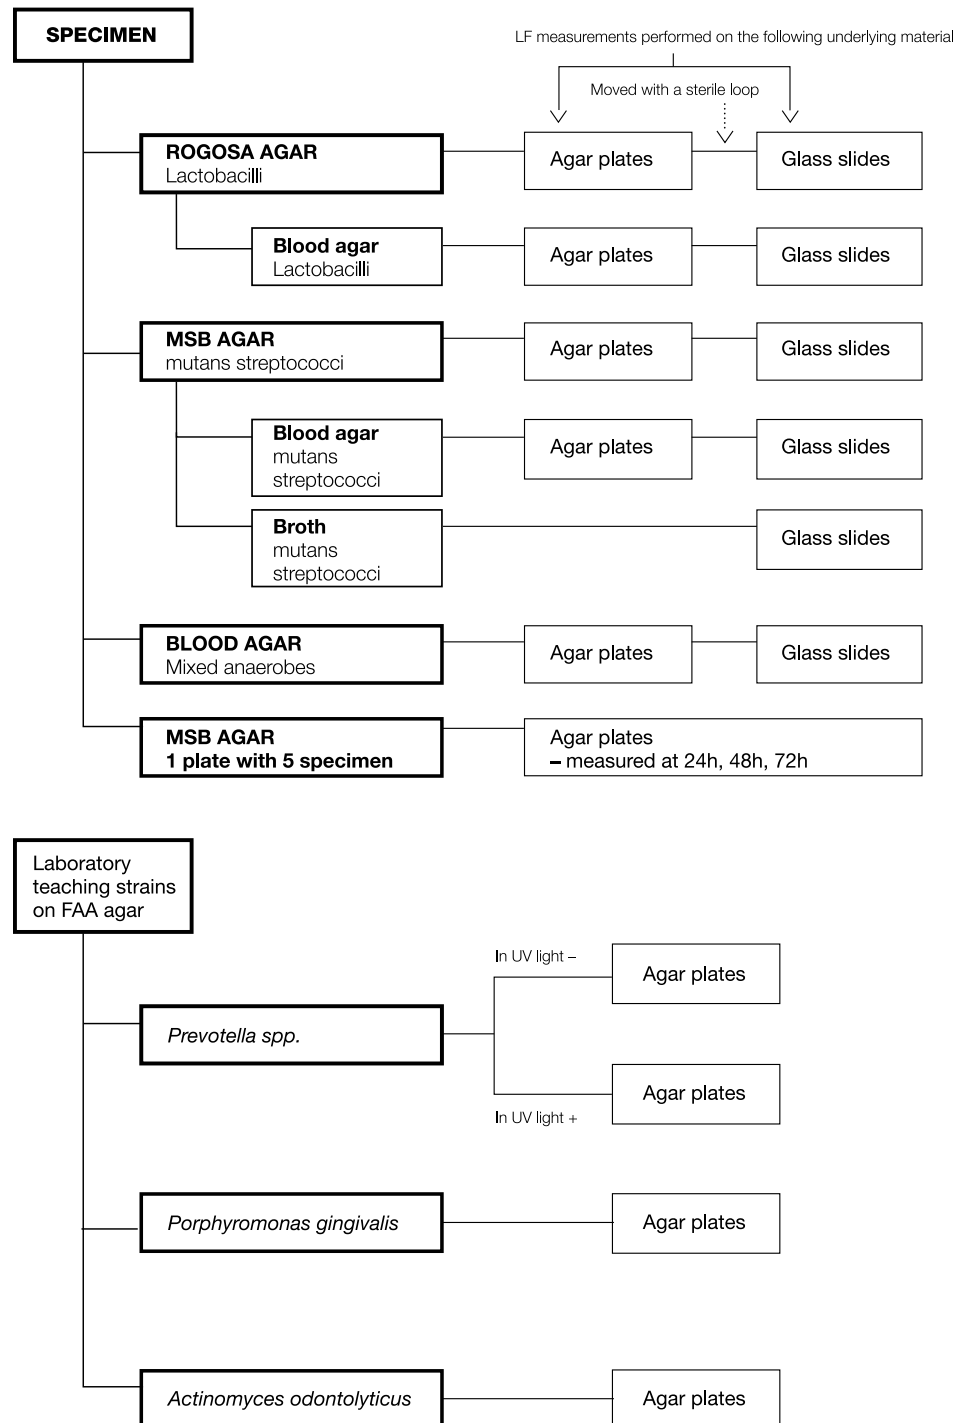 SPECIMEN
LF measurements performed on the following underlying material
Moved with a sterile loop
ROGOSA AGAR
Lactobacilli
Agar plates
Glass slides
Blood agar
Lactobacilli
Agar plates
Glass slides
MSB AGAR
mutans streptococci
Agar plates
Glass slides
Blood agar
mutans
streptococci
Agar plates
Glass slides
Broth
mutans
streptococci
Glass slides
BLOOD AGAR
Mixed anaerobes
Agar plates
Glass slides
MSB AGAR
1 plate with 5 specimen
Agar plates
– measured at 24h, 48h, 72h
Laboratory
teaching strains
on FAA agar
In UV light –
Agar plates
Prevotella spp.
Agar plates
In UV light +
Porphyromonas gingivalis
Agar plates
Actinomyces odontolyticus
Agar plates